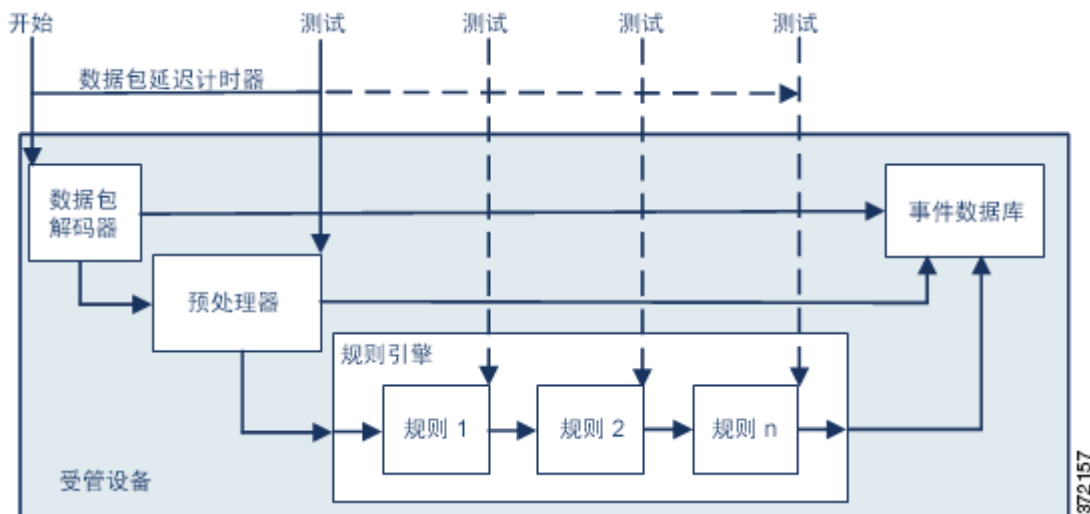 开始
测试
测试
测试
测试
数据包延迟计时器
数据包
解码器
事件数据库
预处理器
规则引擎
规则 1
规则 2
规则 n
受管设备
372157